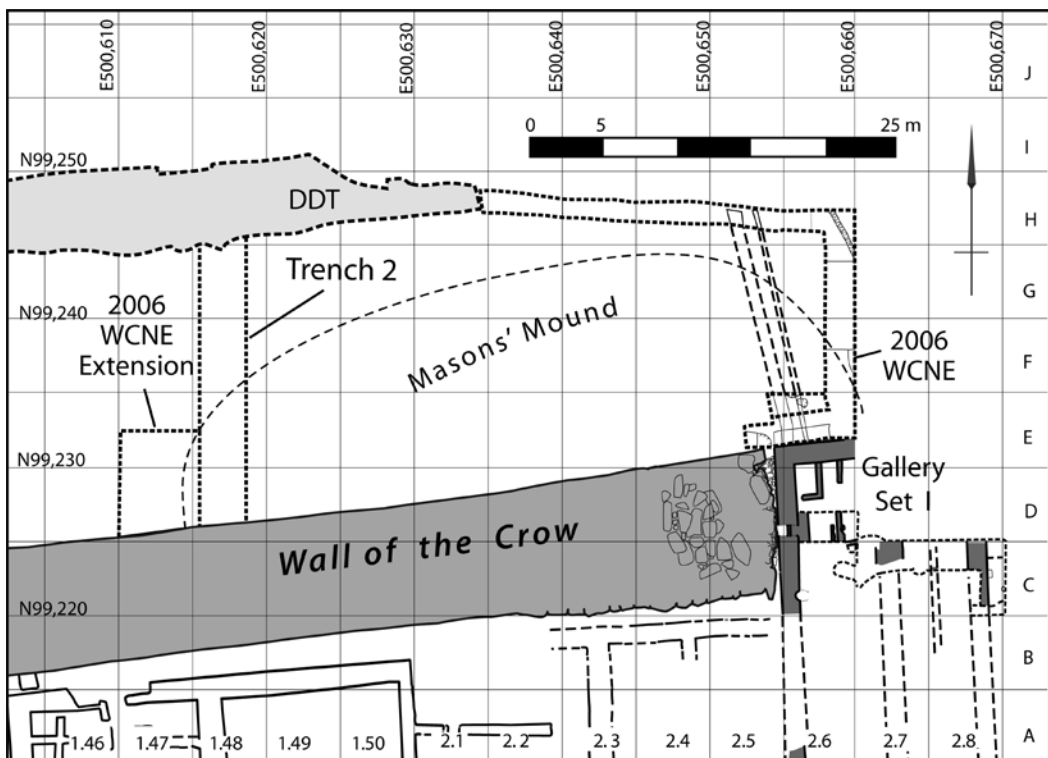 E500,610
E500,620
E500,630
E500,640
E500,650
E500,660
E500,670
J
0 5 25 m
I
N99,250
DDT
H
Trench 2
G
2006
WCNE
Extension
N99,240
Masons' Mound
2006
WCNE
F
E
N99,230
Gallery
Set I
D
Wall of the Crow
C
N99,220
B
1.46 1.47 1.48 1.49 1.50 2.1 2.2 2.3 2.4 2.5 2.6 2.7 2.8
A